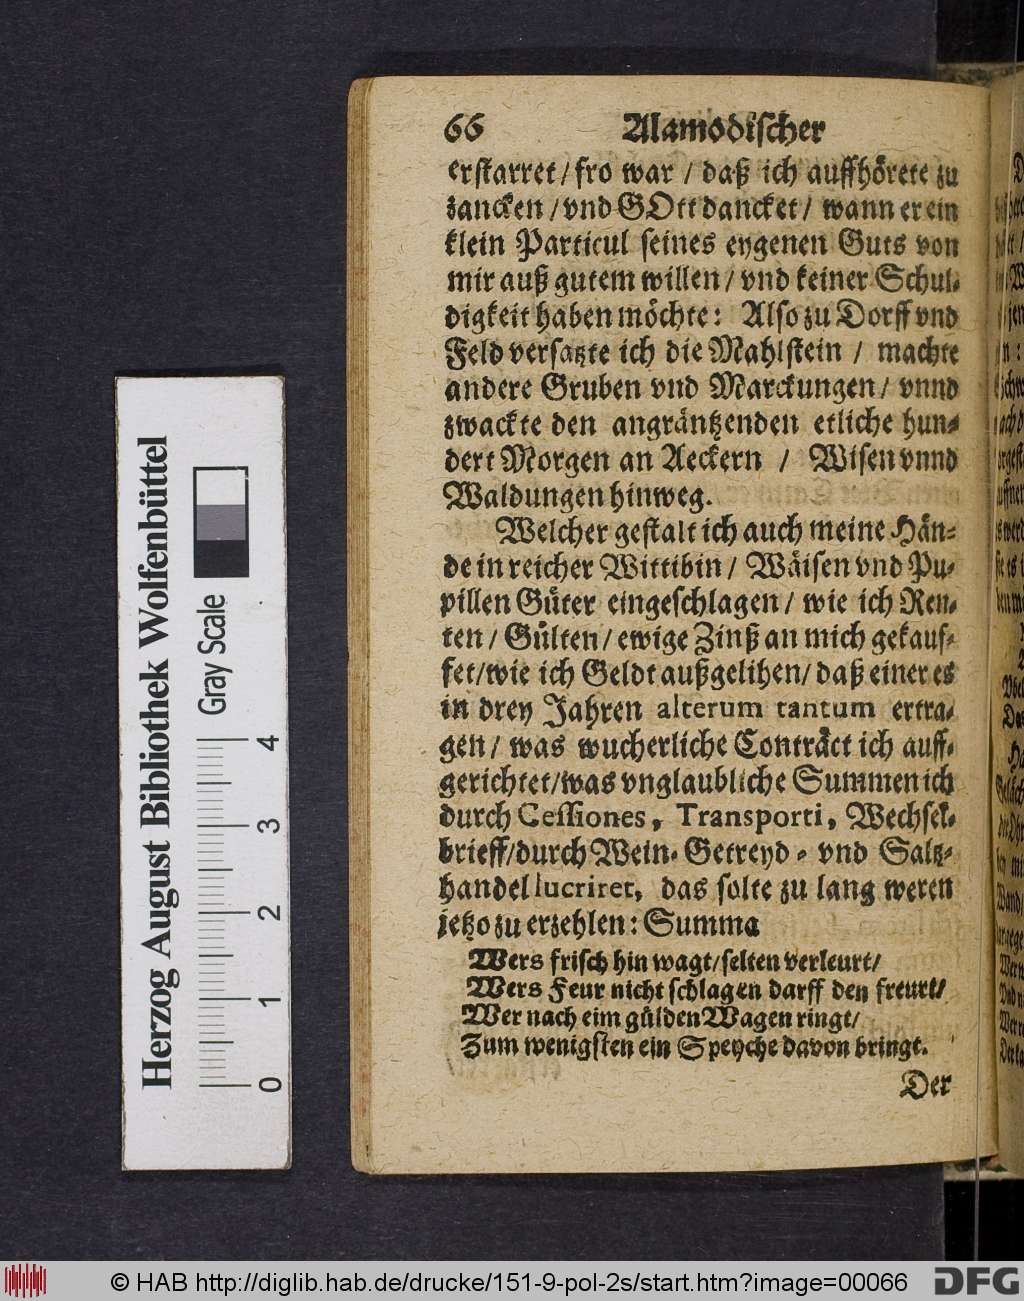 66 Alamodischer
erstarret / fro war / daß ich auffhörete zu
zancken / vnd GOtt dancket / wann er ein
klein Particul seines eygenen Guts von
mir auß gutem willen / vnd keiner Schul-
digkeit haben möchte: Also zu Dorff vnd
Feld versatzte ich die Mahlstein / machte
andere Gruben vnd Marckungen / vnnd
zwackte den angräntzenden etliche hun-
dert Morgen an Aeckern / Wisen vnnd
Waldungen hinweg.
Welcher gestalt ich auch meine Hän-
de in reicher Wittibin / Wäisen vnd Pu-
pillen Güter eingeschlagen / wie ich Ren-
ten / Gülten / ewige Zinß an mich gekauf-
fet / wie ich Geldt außgelihen / daß einer es
in drey Jahren alterum tantum ertra-
gen / was wucherliche Contráct ich auff-
gerichtet / was vnglaubliche Summen ich
durch Cessiones, Transporti, Wechsel-
brieff / durch Wein- Getreyd- vnd Saltz-
handel lucriret, das solte zu lang weren
jetzo zu erzehlen: Summa
Wers frisch hin wagt / selten verleurt /
Wers Feur nicht schlagen darff den freurt /
Wer nach eim gülden Wagen ringt /
Zum wenigsten ein Speyche davon bringt.
Der
Herzog August Bibliothek Wolfenbüttel
Gray Scale
0 1 2 3 4
© HAB http://diglib.hab.de/drucke/151-9-pol-2s/start.htm?image=00066
DFG